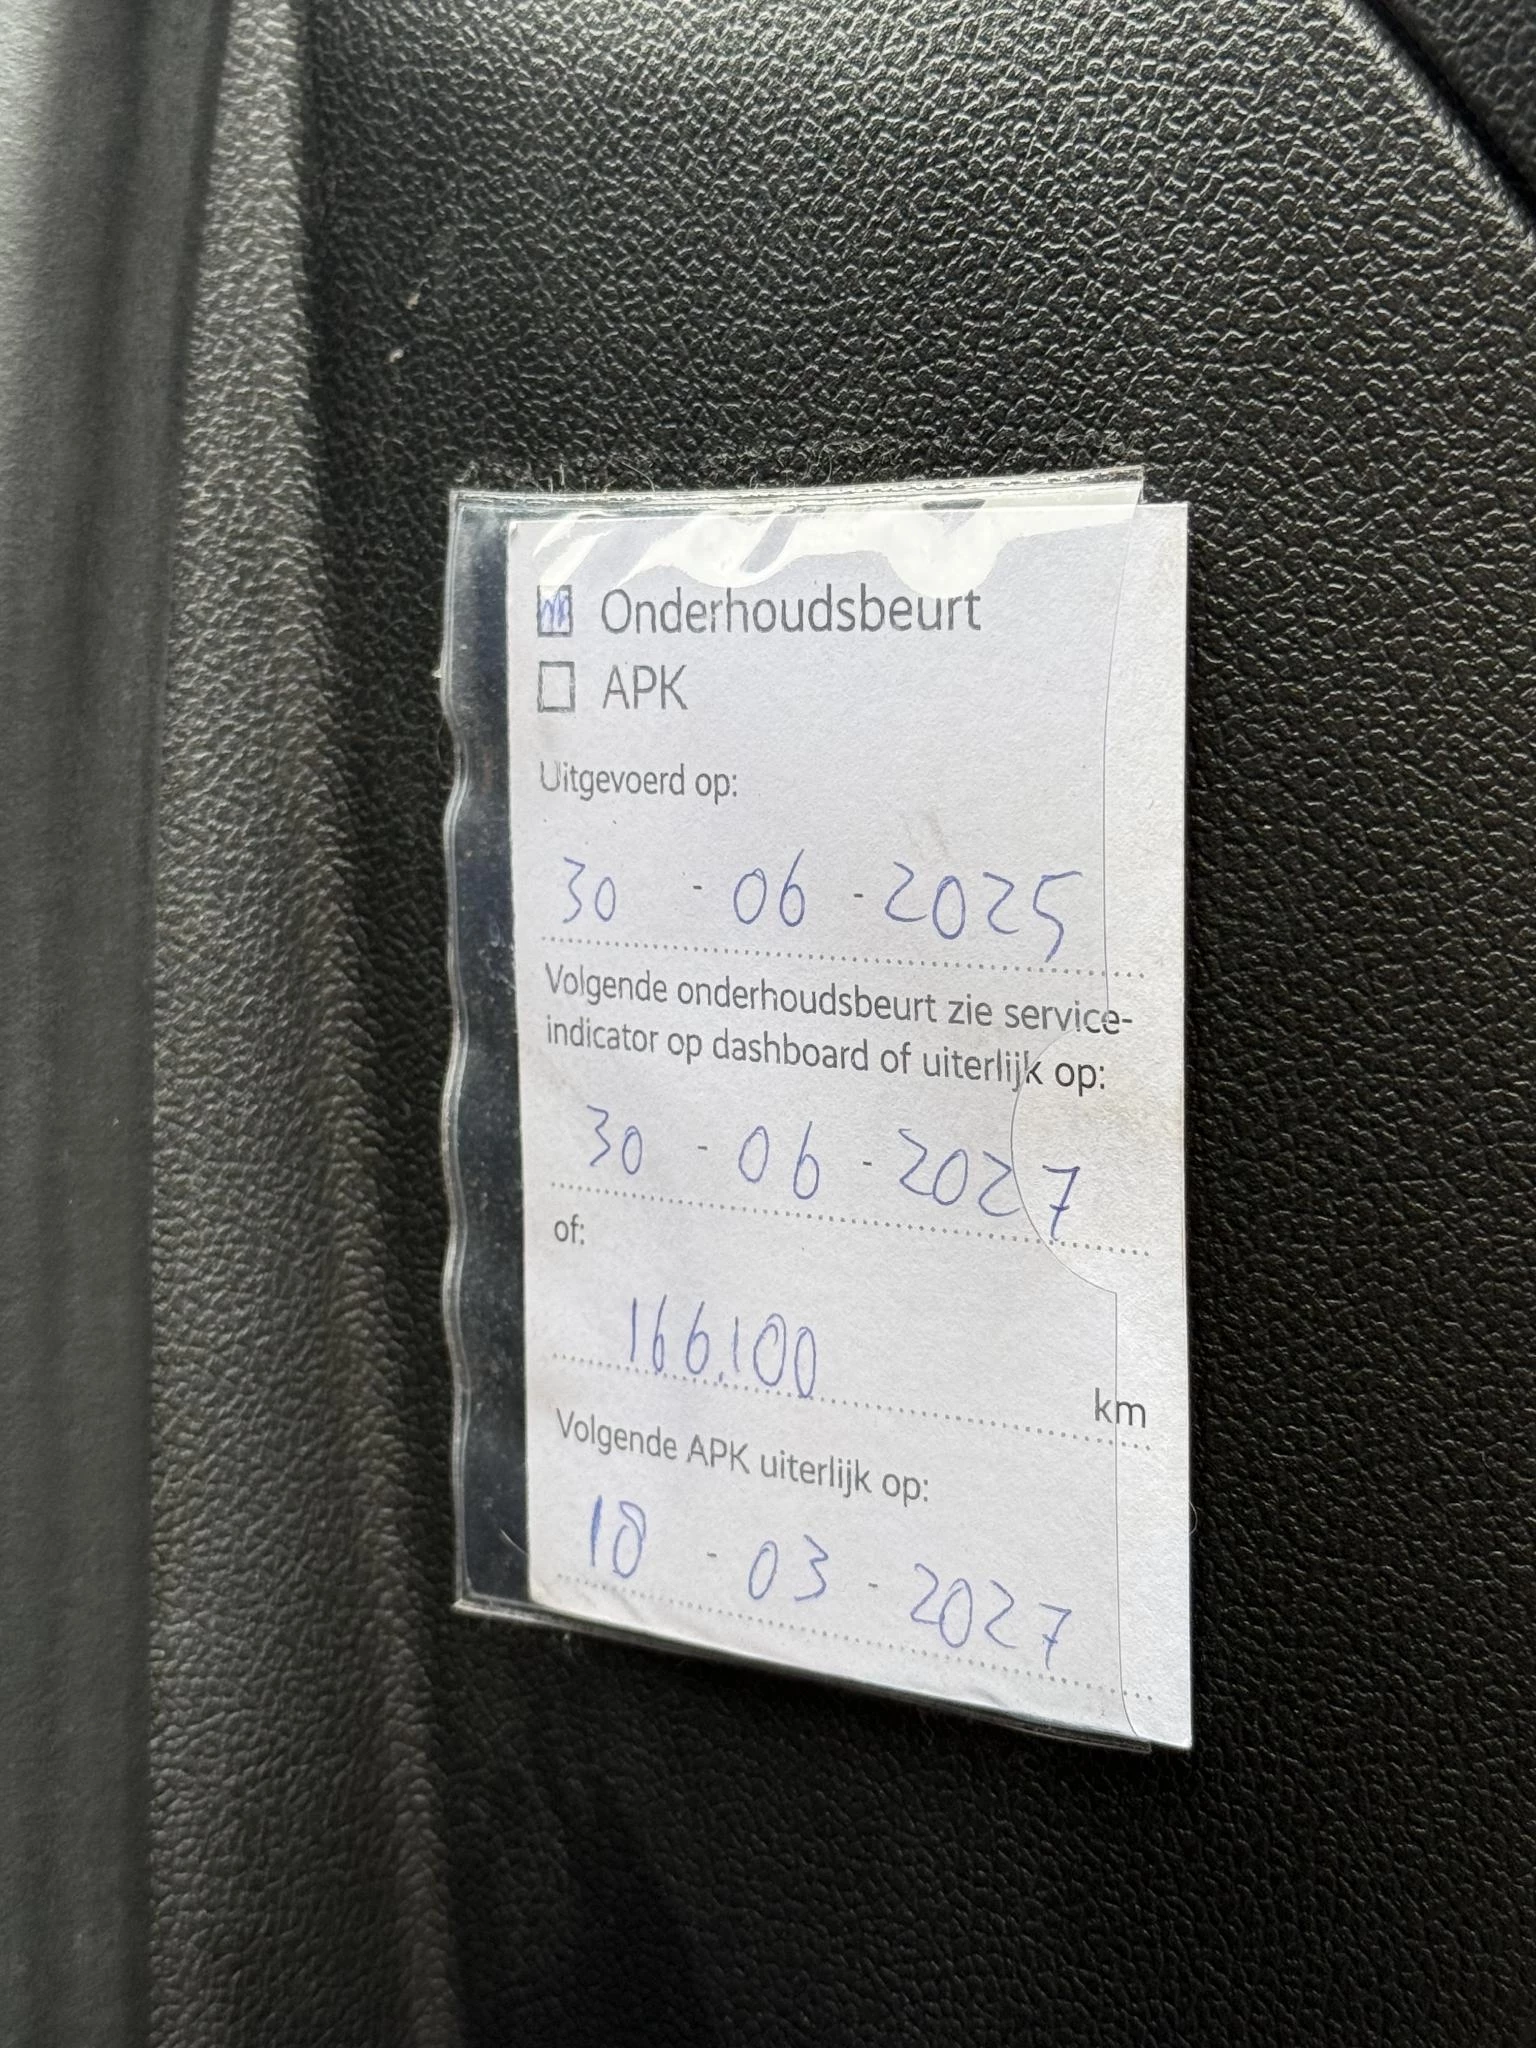 Onderhoudsbeurt
APK
Uitgevoerd op:
30 - 06 - 2025
Volgende onderhoudsbeurt zie service-
indicator op dashboard of uiterlijk op:
30 - 06 - 2027
of:
166.100 km
Volgende APK uiterlijk op:
18 - 03 - 2027